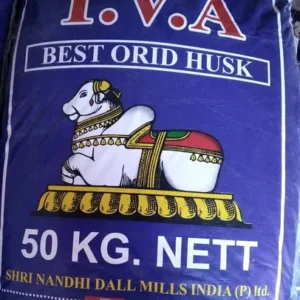 T.V.A
BEST ORID HUSK
50 KG. NETT
SHRI NANDHI DALL MILLS INDIA (P) ltd.